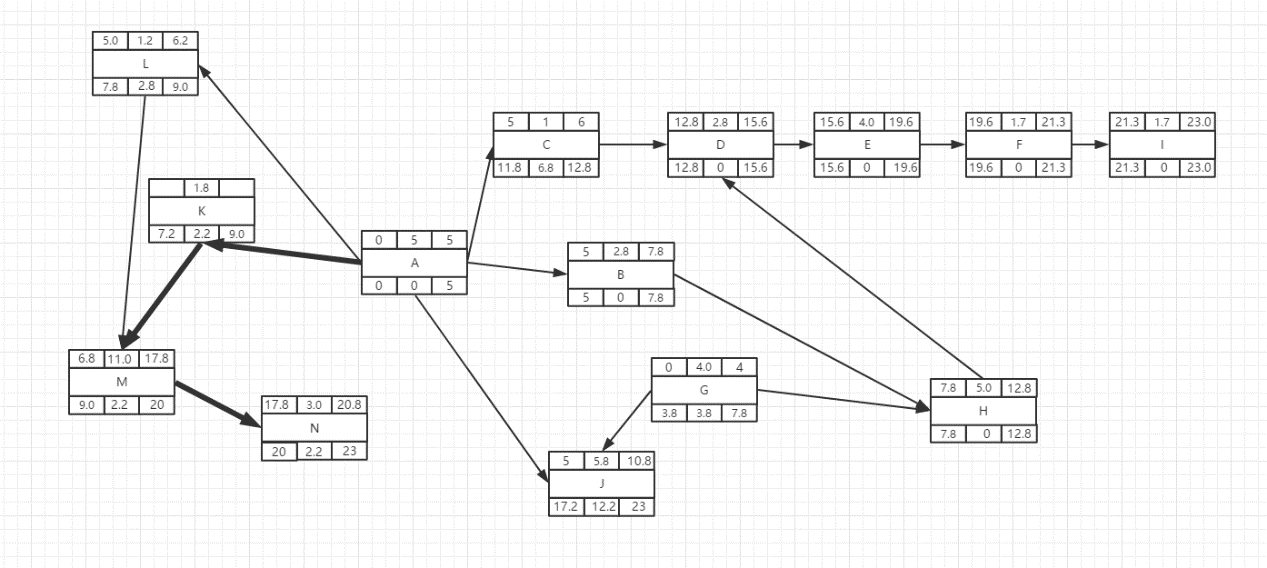 5.0 1.2 6.2
L
7.8 2.8 9.0
5 1 6
C
11.8 6.8 12.8
12.8 2.8 15.6
D
12.8 0 15.6
15.6 4.0 19.6
E
15.6 0 19.6
19.6 1.7 21.3
F
19.6 0 21.3
21.3 1.7 23.0
I
21.3 0 23.0
1.8
K
7.2 2.2 9.0
0 5 5
A
0 0 5
5 2.8 7.8
B
5 0 7.8
6.8 11.0 17.8
M
9.0 2.2 20
0 4.0 4
G
3.8 3.8 7.8
7.8 5.0 12.8
H
7.8 0 12.8
17.8 3.0 20.8
N
20 2.2 23
5 5.8 10.8
J
17.2 12.2 23